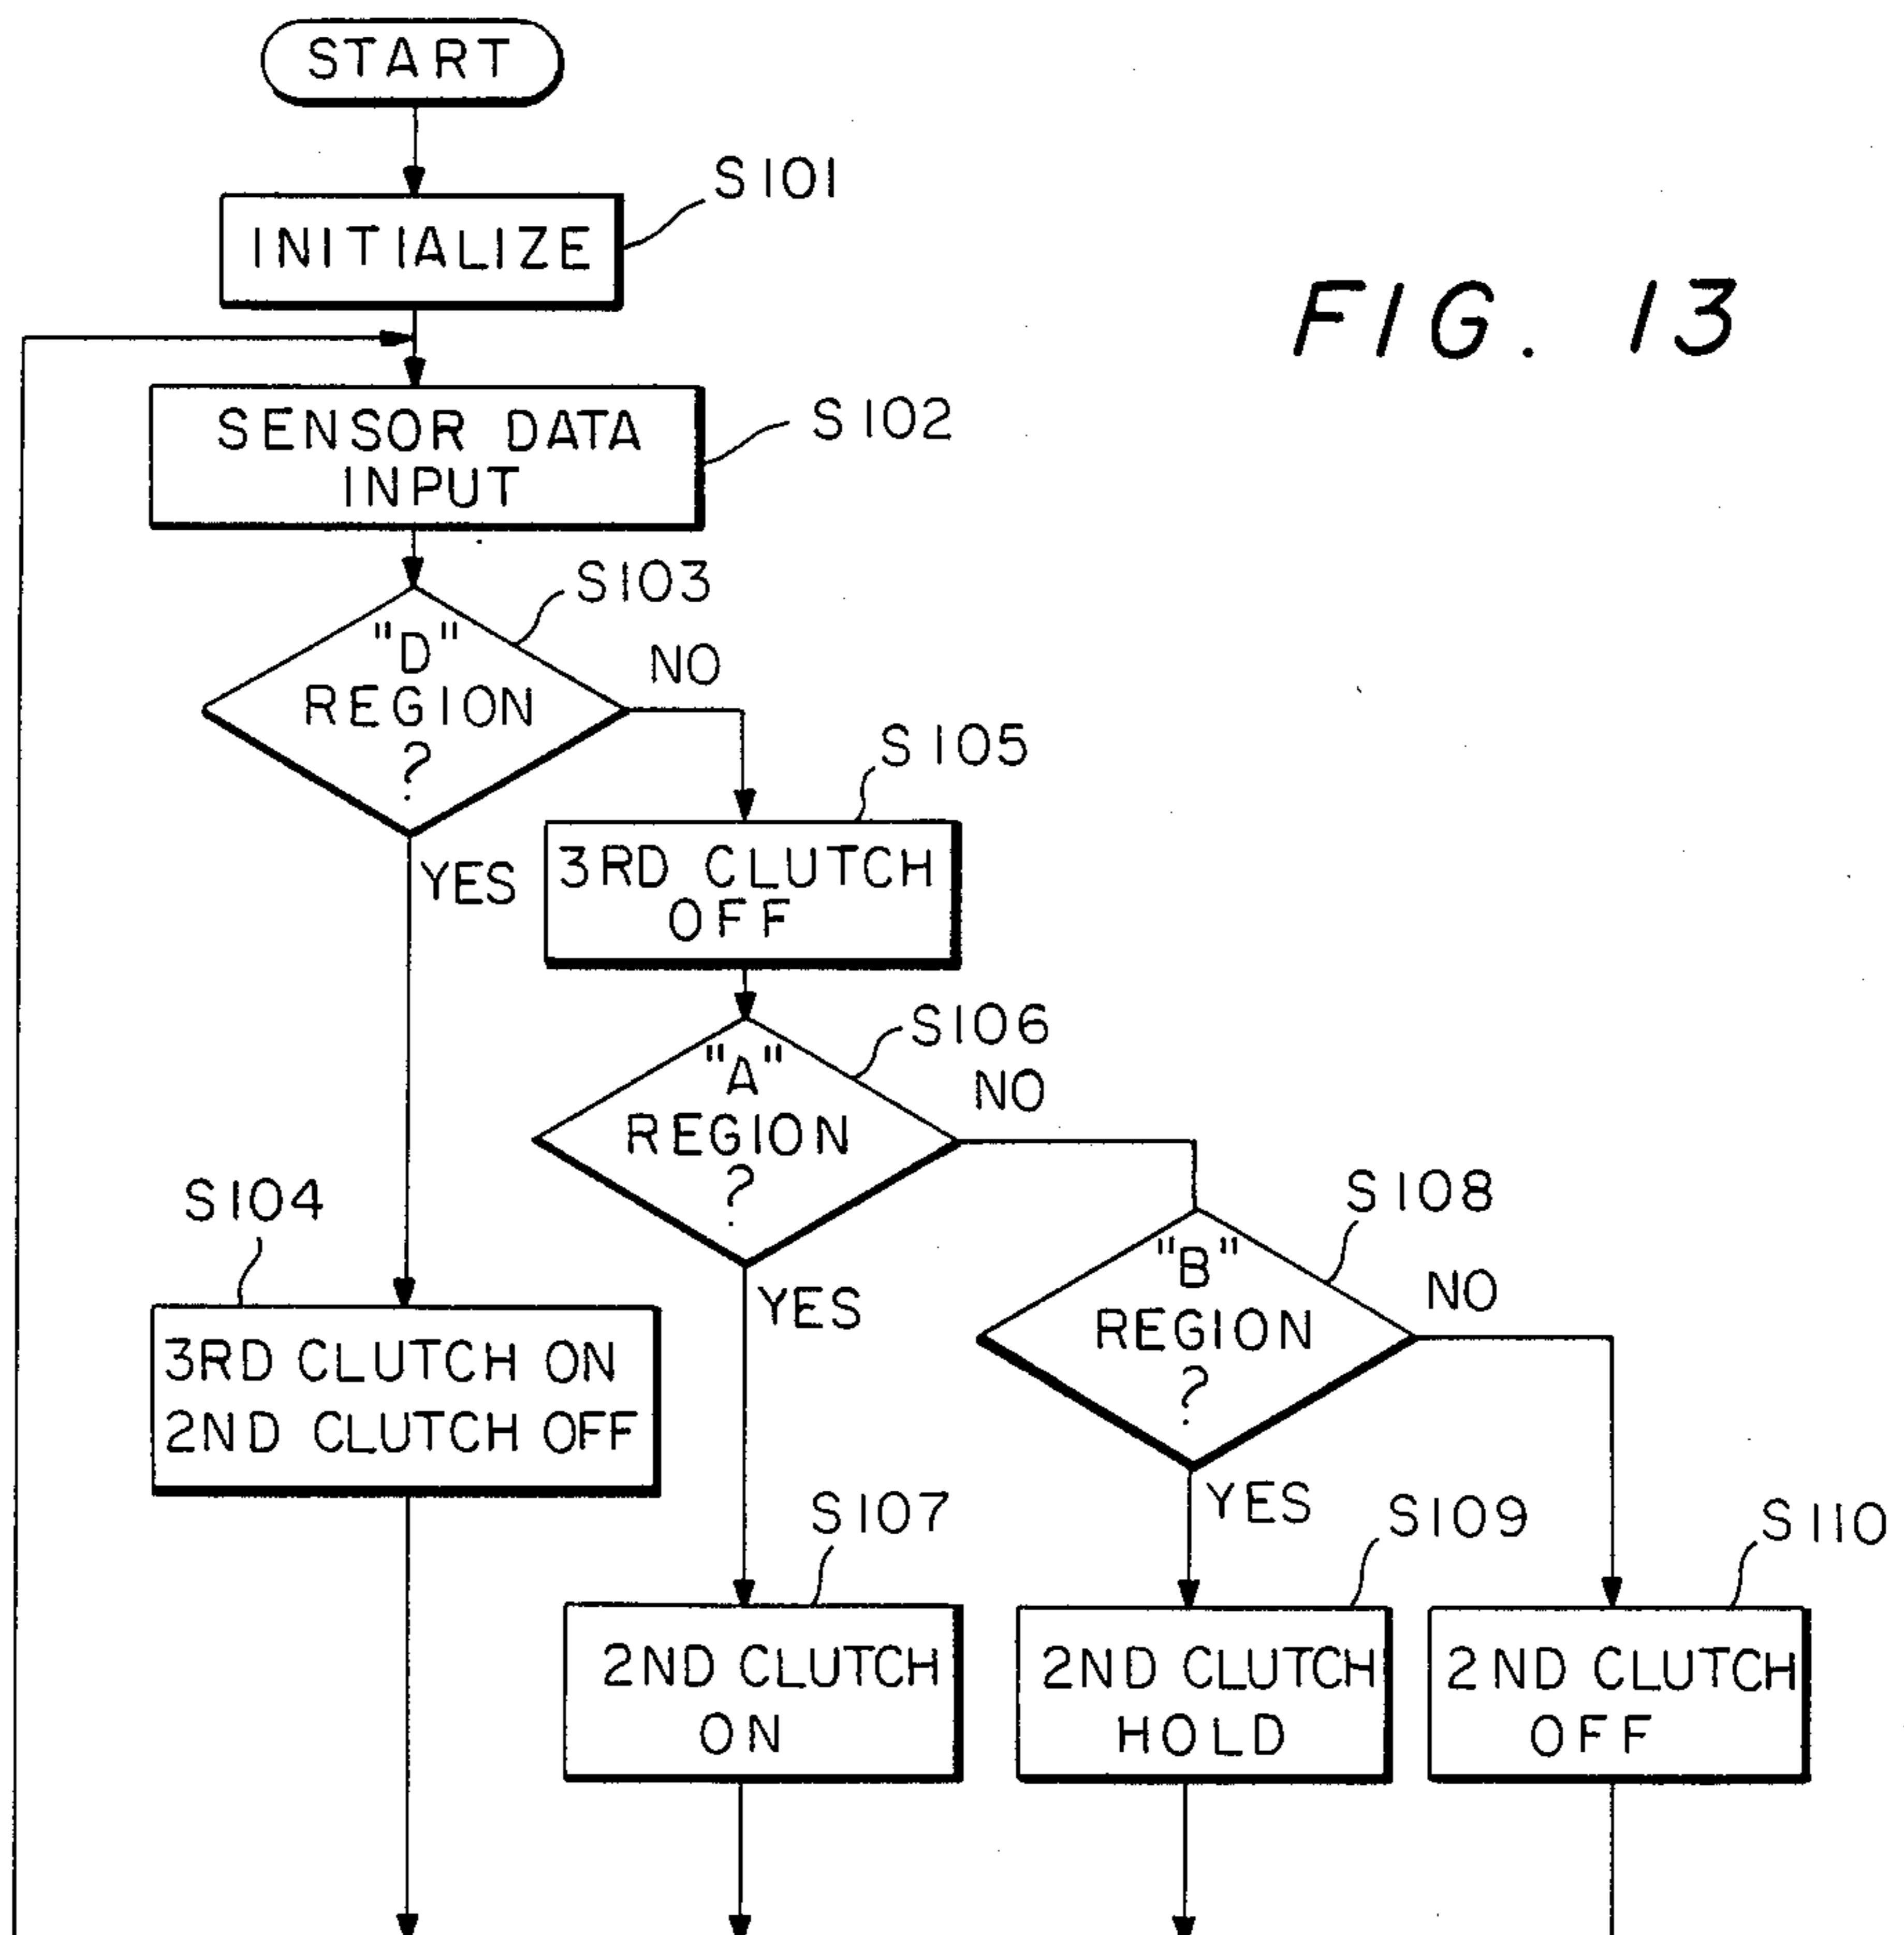 START
S101
INITIALIZE
FIG. 13
SENSOR DATA
INPUT
S102
S103
"D"
REGION
?
NO
YES
S105
3RD CLUTCH
OFF
S106
"A"
REGION
?
NO
YES
S104
3RD CLUTCH ON
2ND CLUTCH OFF
S108
"B"
REGION
?
NO
YES
S107
2ND CLUTCH
ON
S109
2ND CLUTCH
HOLD
S110
2ND CLUTCH
OFF